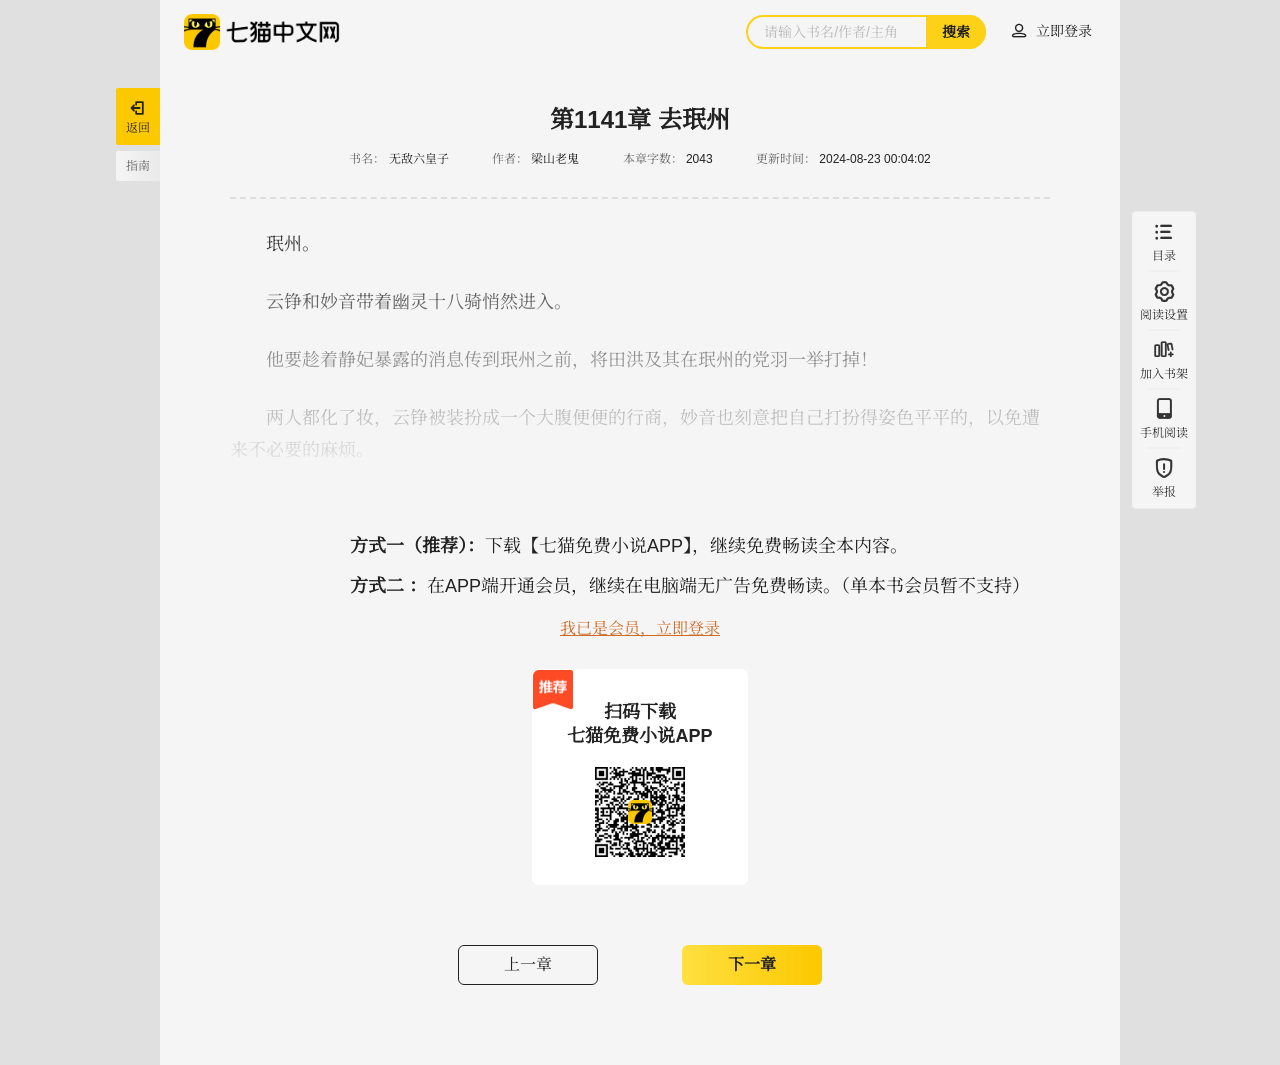 七猫中文网
请输入书名/作者/主角
搜索
立即登录
返回
指南
第1141章 去珉州
书名： 无敌六皇子 作者： 梁山老鬼 本章字数： 2043 更新时间： 2024-08-23 00:04:02
珉州。
云铮和妙音带着幽灵十八骑悄然进入。
他要趁着静妃暴露的消息传到珉州之前，将田洪及其在珉州的党羽一举打掉！
两人都化了妆，云铮被装扮成一个大腹便便的行商，妙音也刻意把自己打扮得姿色平平的，以免遭
来不必要的麻烦。
目录
阅读设置
加入书架
手机阅读
举报
方式一（推荐）：下载【七猫免费小说APP】，继续免费畅读全本内容。
方式二 ：在APP端开通会员，继续在电脑端无广告免费畅读。（单本书会员暂不支持）
我已是会员，立即登录
推荐
扫码下载
七猫免费小说APP
上一章
下一章